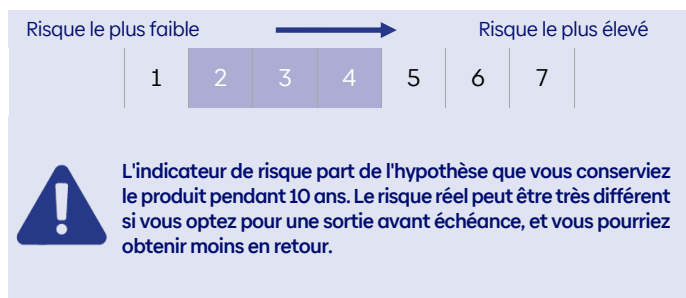 Risque le plus faible Risque le plus élevé
1 2 3 4 5 6 7
L'indicateur de risque part de l'hypothèse que vous conserviez
le produit pendant 10 ans. Le risque réel peut être très différent
si vous optez pour une sortie avant échéance, et vous pourriez
obtenir moins en retour.